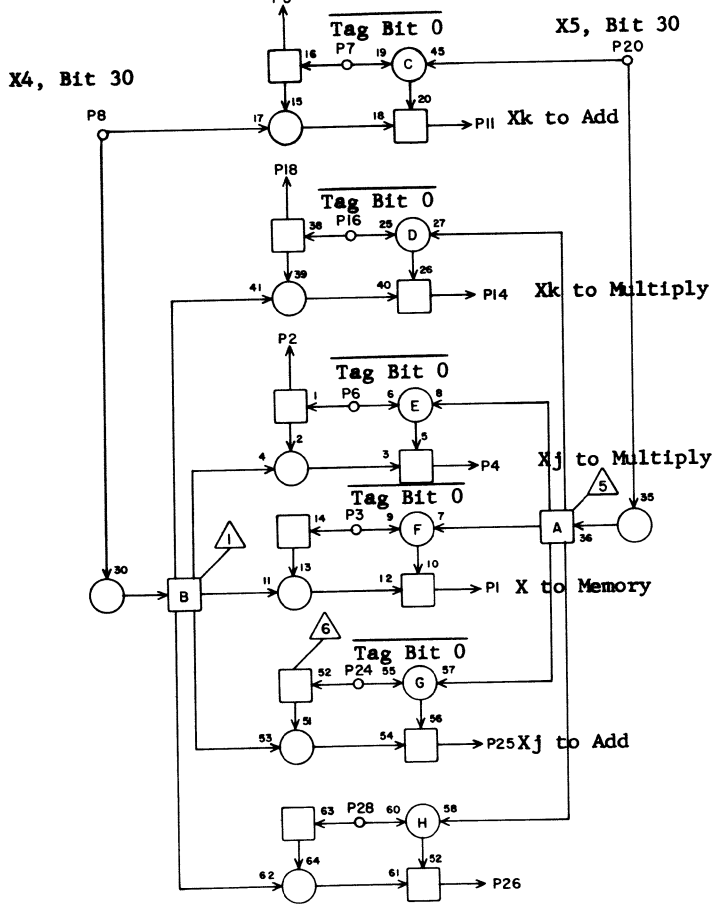 Tag Bit 0
X5, Bit 30
16 P7 19 C 45 P20
X4, Bit 30
15 20
P8 17 18 P11 Xk to Add
P18
Tag Bit 0
38 P16 25 D 27
39 26
41 40 P14 Xk to Multiply
P2
Tag Bit 0
1 P6 6 E 8
2 5
4 3 P4 Xj to Multiply
5
Tag Bit 0
14 P3 9 F 7 A 36 35
13 10
1
30 B 11 12 P1 X to Memory
6
Tag Bit 0
52 P24 55 G 57
51 56
53 54 P25 Xj to Add
63 P28 60 H 58
64 52
62 61 P26